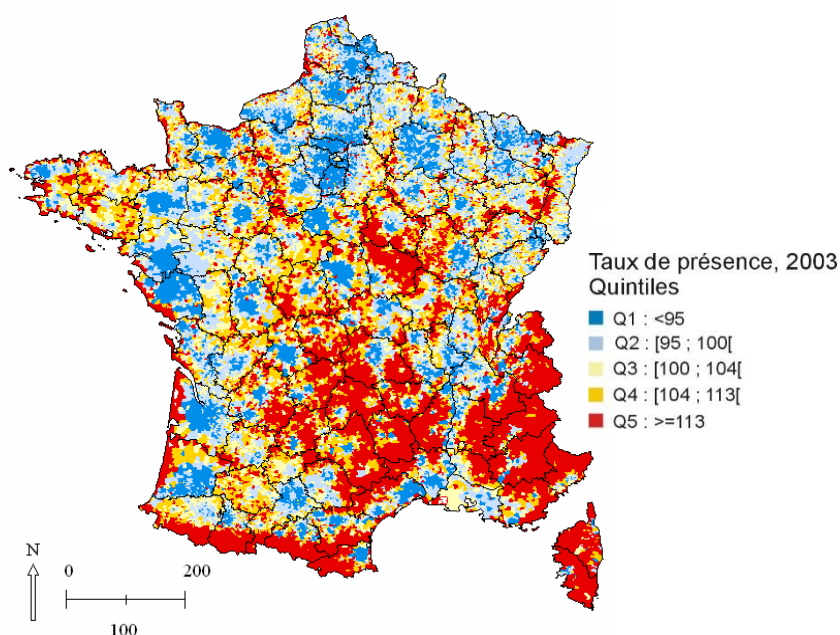 Taux de présence, 2003
Quintiles
Q1 : <95
Q2 : [95 ; 100[
Q3 : [100 ; 104[
Q4 : [104 ; 113[
Q5 : >=113
N
0 200
100